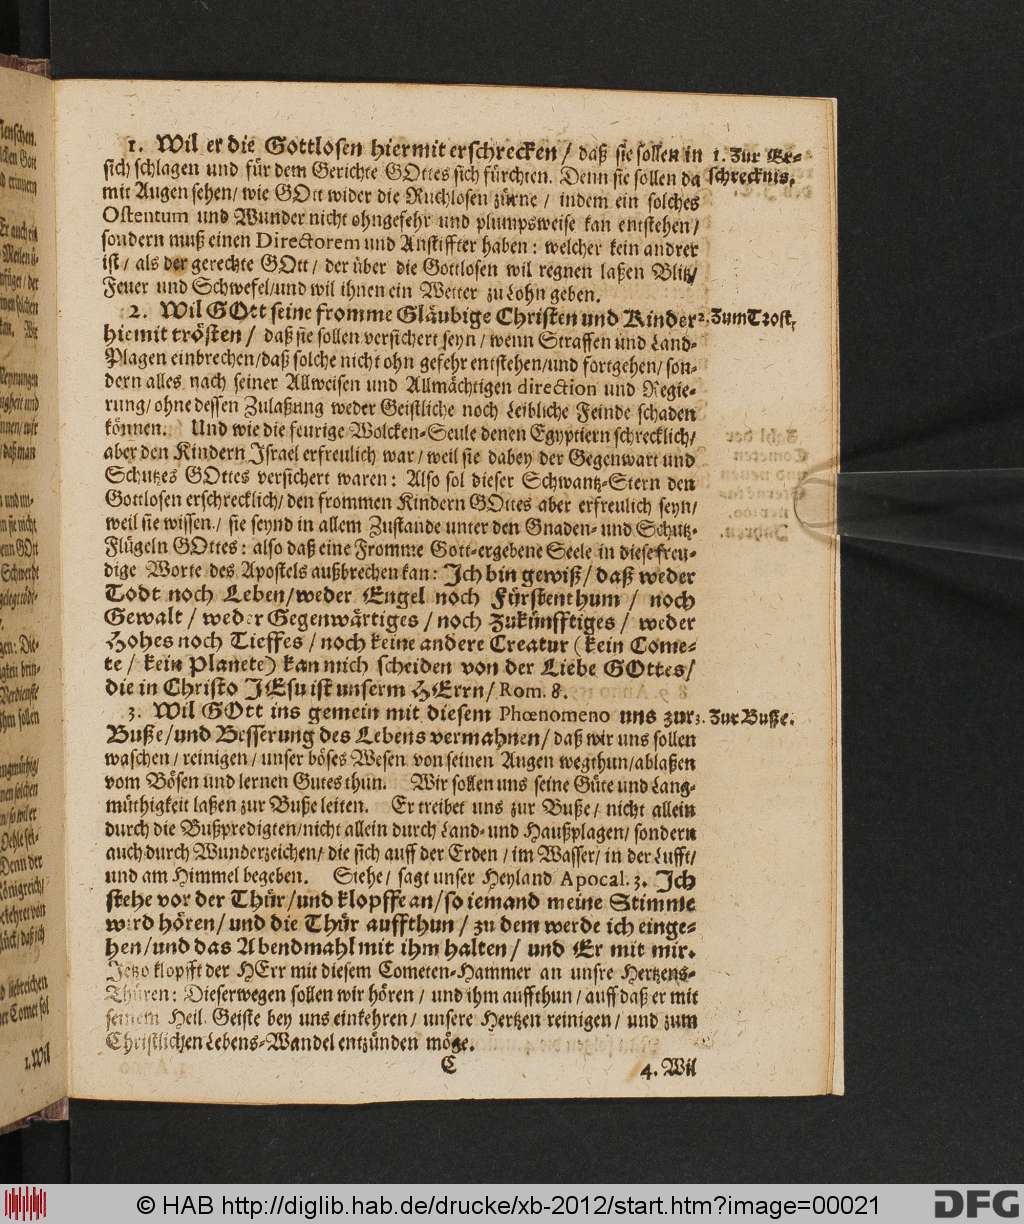 1. Wil er die Gottlosen hiermit erschrecken / daß sie sollen in
1. Zur Er-
schrecknis.
sich schlagen und für dem Gerichte GOttes sich fürchten. Denn sie sollen da
mit Augen sehen / wie GOtt wider die Ruchlosen zürne / indem ein solches
Ostentum und Wunder nicht ohngefehr und plumpsweise kan entstehen /
sondern muß einen Directorem und Anstiffter haben: welcher kein andrer
ist / als der gerechte GOtt / der über die Gottlosen wil regnen laßen Blitz /
Feuer und Schwefel / und wil ihnen ein Wetter zu Lohn geben.
2. Wil GOtt seine fromme Gläubige Christen und Kinder
2. Zum Trost,
hiemit trösten / daß sie sollen versichert seyn / wenn Straffen und Land-
Plagen einbrechen / daß solche nicht ohn gefehr entstehen / und fortgehen / son-
dern alles nach seiner Allweisen und Allmächtigen direction und Regie-
rung / ohne dessen Zulaßung weder Geistliche noch Leibliche Feinde schaden
können. Und wie die feurige Wolcken-Seule denen Egyptiern schrecklich /
aber den Kindern Israel erfreulich war / weil sie dabey der Gegenwart und
Schutzes GOttes versichert waren: Also sol dieser Schwantz-Stern den
Gottlosen erschrecklich / den frommen Kindern GOttes aber erfreulich seyn /
weil sie wissen / sie seynd in allem Zustande unter den Gnaden- und Schutz-
Flügeln GOttes: also daß eine Fromme Gott-ergebene Seele in diese freu-
dige Worte des Apostels außbrechen kan: Ich bin gewiß / daß weder
Todt noch Leben / weder Engel noch Fürstenthum / noch
Gewalt / weder Gegenwärtiges / noch Zukünfftiges / weder
Hohes noch Tieffes / noch keine andere Creatur (kein Come-
te / kein Planete) kan mich scheiden von der Liebe GOttes /
die in Christo JEsu ist unserm HErrn / Rom. 8.
3. Wil GOtt ins gemein mit diesem Phœnomeno uns zur
3. Zur Busse.
Buße / und Besserung des Lebens vermahnen / daß wir uns sollen
waschen / reinigen / unser böses Wesen von seinen Augen wegthun / ablaßen
vom Bösen und lernen Gutes thun. Wir sollen uns seine Güte und Lang-
müthigkeit laßen zur Buße leiten. Er treibet uns zur Buße / nicht allein
durch die Bußpredigten / nicht allein durch Land- und Haußplagen / sondern
auch durch Wunderzeichen / die sich auff der Erden / im Wasser / in der Lufft /
und am Himmel begeben. Siehe / sagt unser Heyland Apocal. 3. Ich
stehe vor der Thür / und klopffe an / so iemand meine Stimme
wird hören / und die Thür auffthun / zu dem werde ich einge-
hen / und das Abendmahl mit ihm halten / und Er mit mir.
Jetzo klopfft der HErr mit diesem Cometen-Hammer an unsre Hertzens-
Thüren: Dieserwegen sollen wir hören / und ihm auffthun / auff daß er mit
seinem Heil. Geiste bey uns einkehren / unsere Hertzen reinigen / und zum
Christlichen Lebens-Wandel entzünden möge.
C
4. Wil
© HAB http://diglib.hab.de/drucke/xb-2012/start.htm?image=00021
DFG